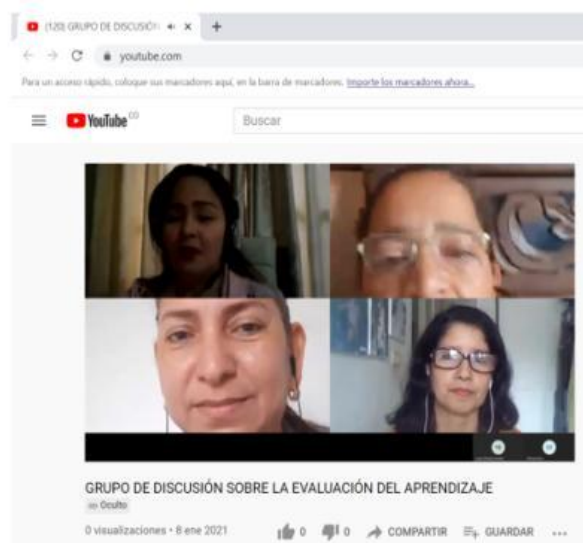 (120) GRUPO DE DISCUSIÓN
youtube.com
Para un acceso rápido, coloque sus marcadores aquí, en la barra de marcadores. Importe los marcadores ahora...
YouTube CO
Buscar
GRUPO DE DISCUSIÓN SOBRE LA EVALUACIÓN DEL APRENDIZAJE
Oculto
0 visualizaciones • 8 ene 2021
0
0
COMPARTIR
GUARDAR